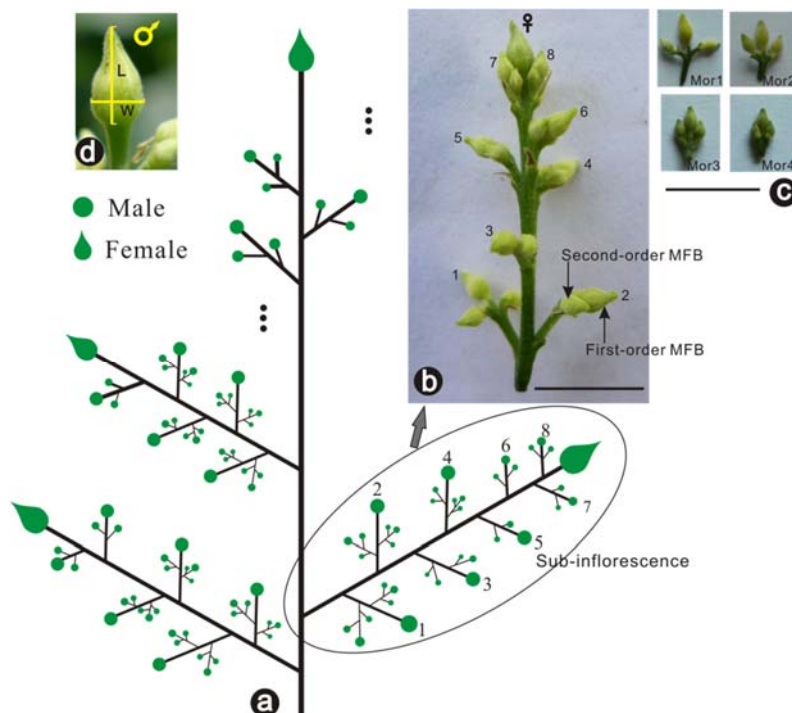 ♂
L
W
d
Male
Female
♀
7
8
6
5
4
3
Second-order MFB
1
2
First-order MFB
b
Mor1
Mor2
Mor3
Mor4
c
8
6
4
2
7
5
Sub-inflorescence
3
1
a